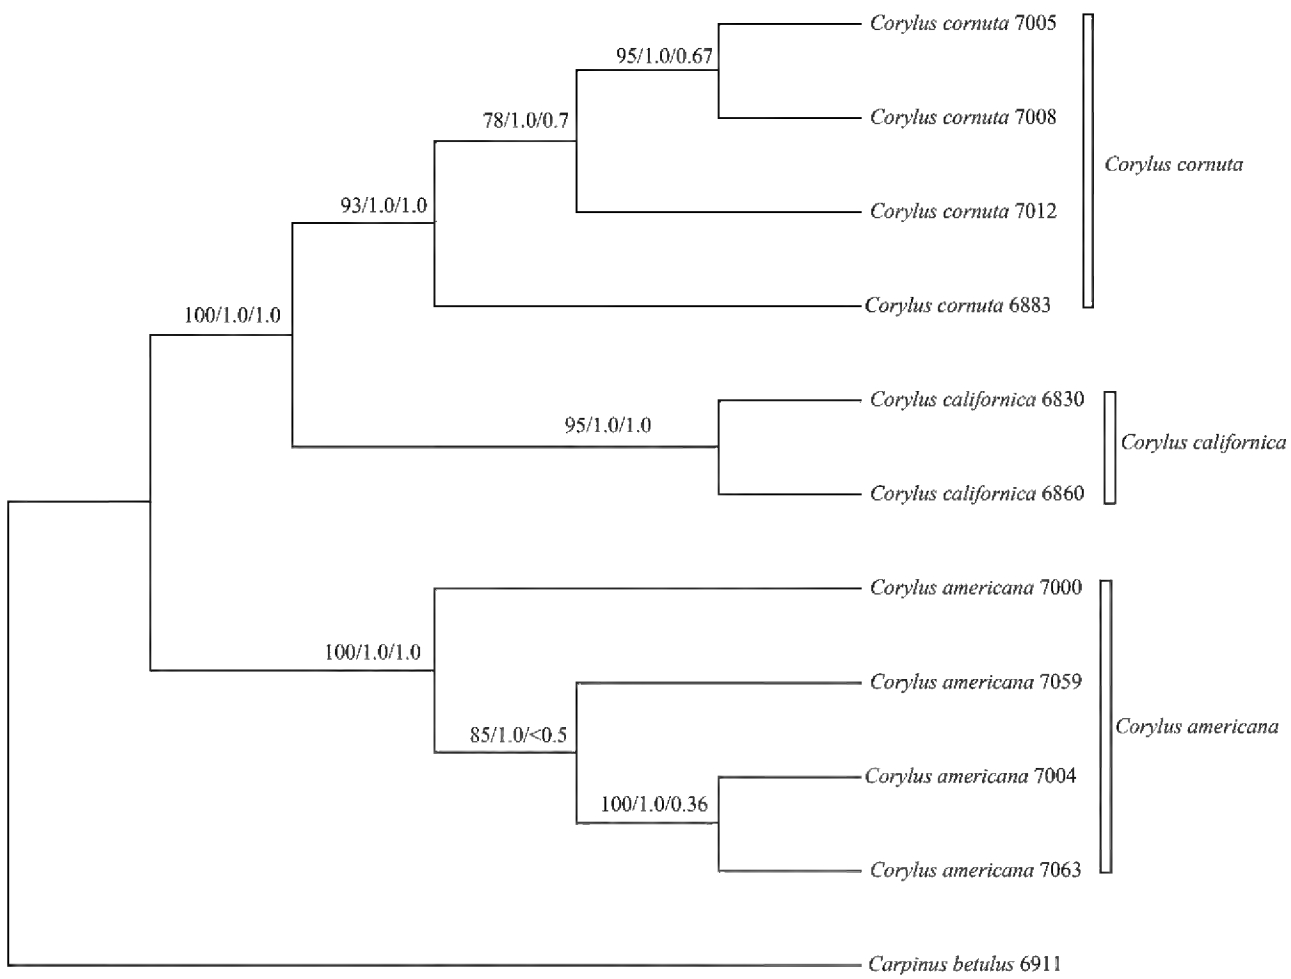 Corylus cornuta 7005
95/1.0/0.67
Corylus cornuta 7008
78/1.0/0.7
Corylus cornuta
93/1.0/1.0
Corylus cornuta 7012
Corylus cornuta 6883
100/1.0/1.0
Corylus californica 6830
95/1.0/1.0
Corylus californica
Corylus californica 6860
Corylus americana 7000
100/1.0/1.0
Corylus americana 7059
85/1.0/<0.5
Corylus americana
Corylus americana 7004
100/1.0/0.36
Corylus americana 7063
Carpinus betulus 6911